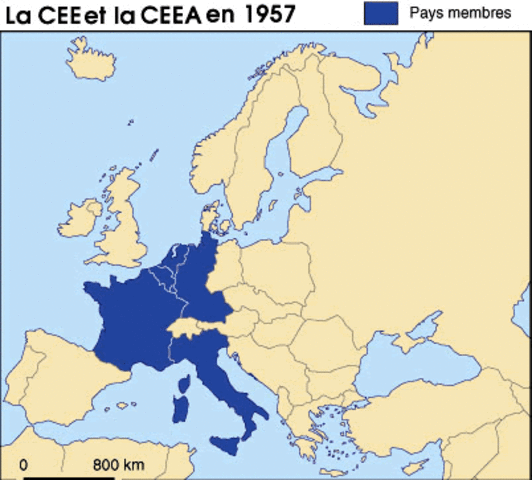 La CEE et la CEEA en 1957
Pays membres
0 800 km